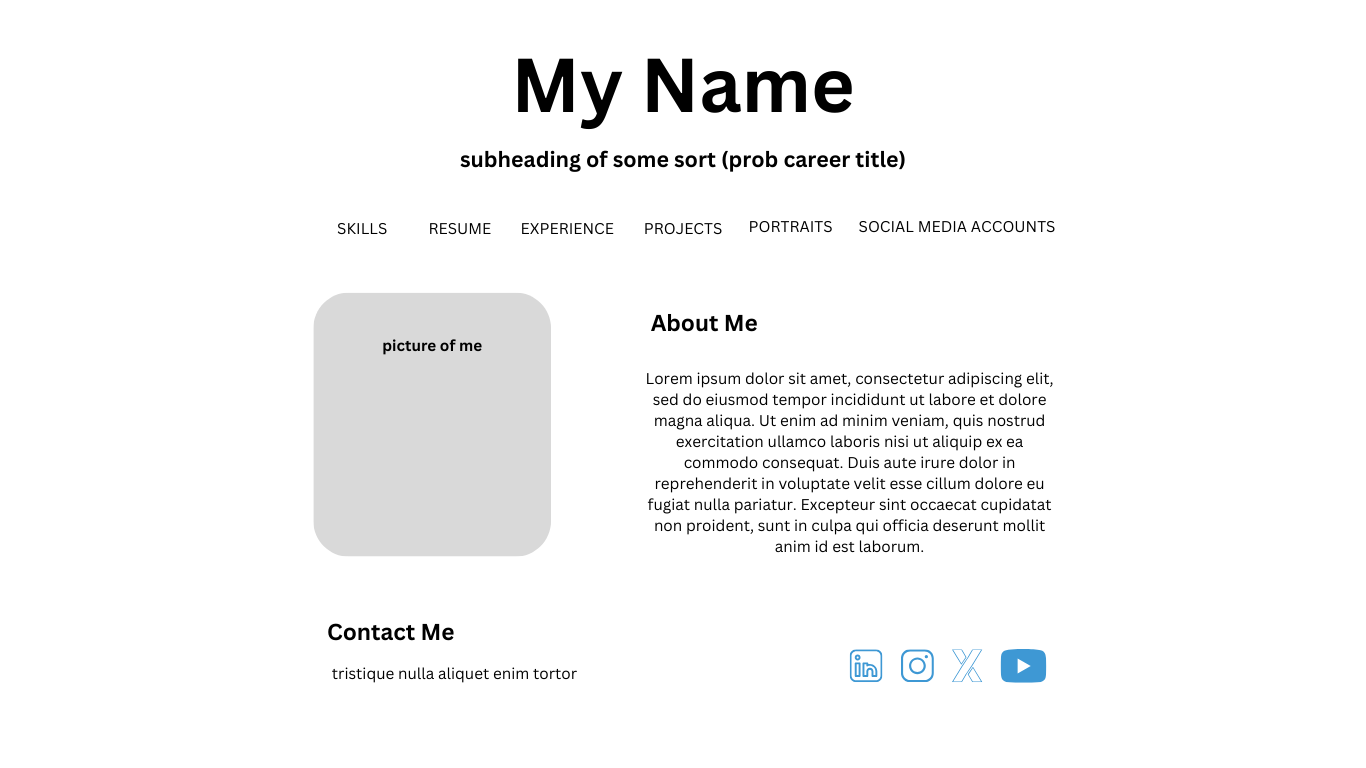 My Name
subheading of some sort (prob career title)
SKILLS RESUME EXPERIENCE PROJECTS PORTRAITS SOCIAL MEDIA ACCOUNTS
picture of me
About Me
Lorem ipsum dolor sit amet, consectetur adipiscing elit,
sed do eiusmod tempor incididunt ut labore et dolore
magna aliqua. Ut enim ad minim veniam, quis nostrud
exercitation ullamco laboris nisi ut aliquip ex ea
commodo consequat. Duis aute irure dolor in
reprehenderit in voluptate velit esse cillum dolore eu
fugiat nulla pariatur. Excepteur sint occaecat cupidatat
non proident, sunt in culpa qui officia deserunt mollit
anim id est laborum.
Contact Me
tristique nulla aliquet enim tortor
in